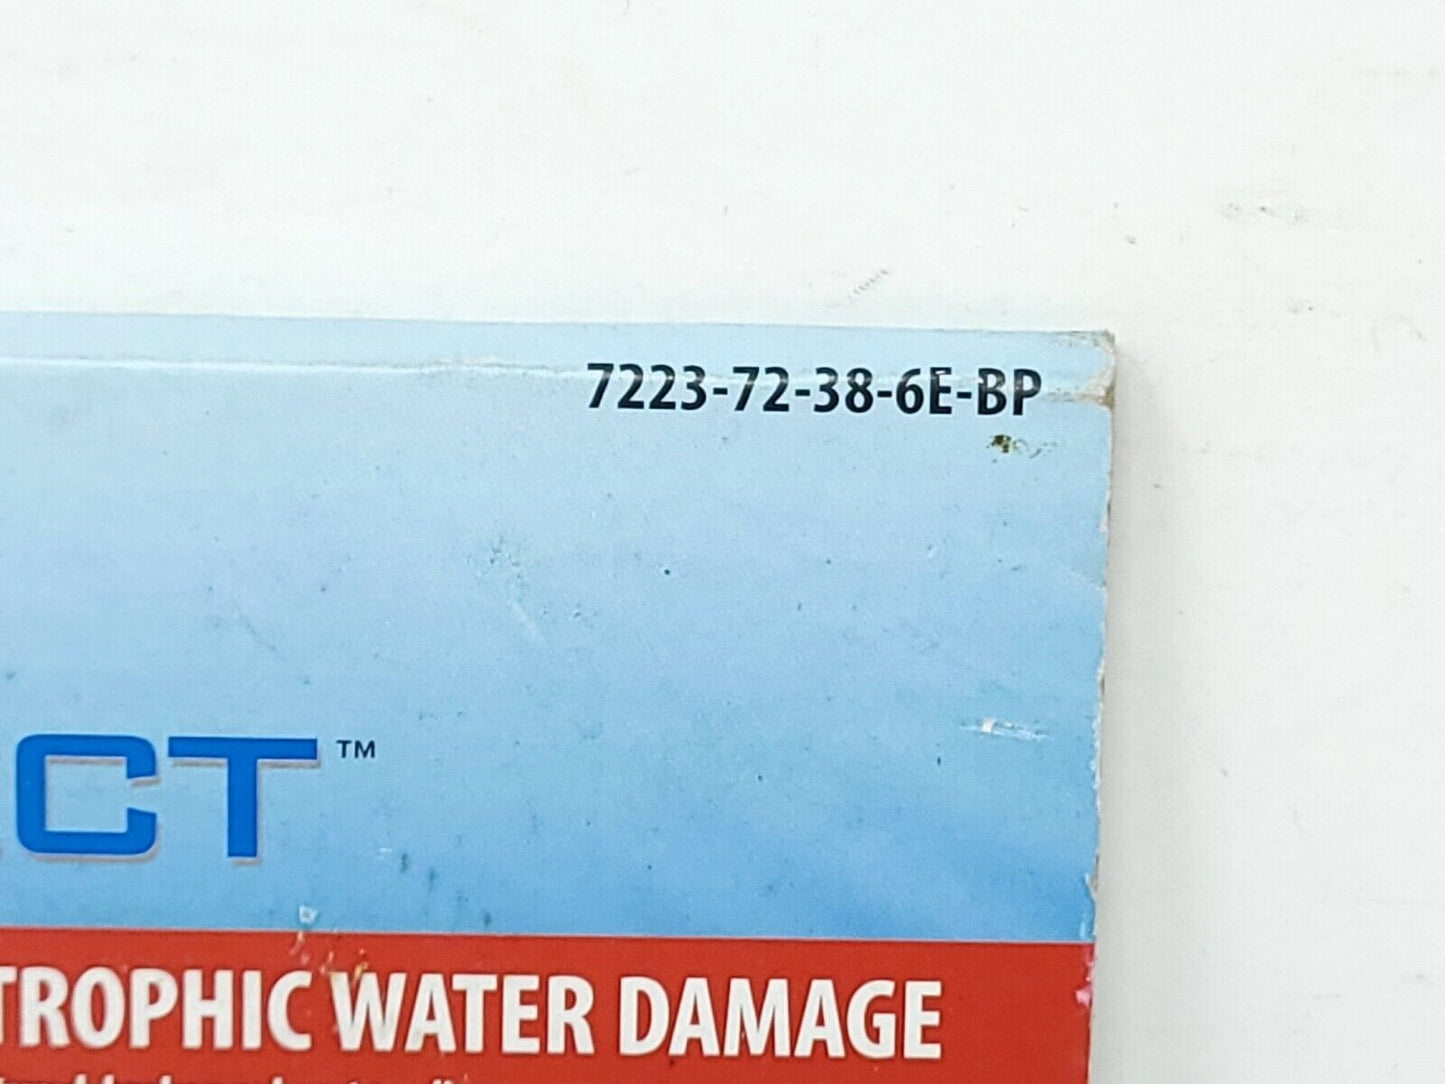 7223-72-38-6E-BP
CT™
TROPHIC WATER DAMAGE